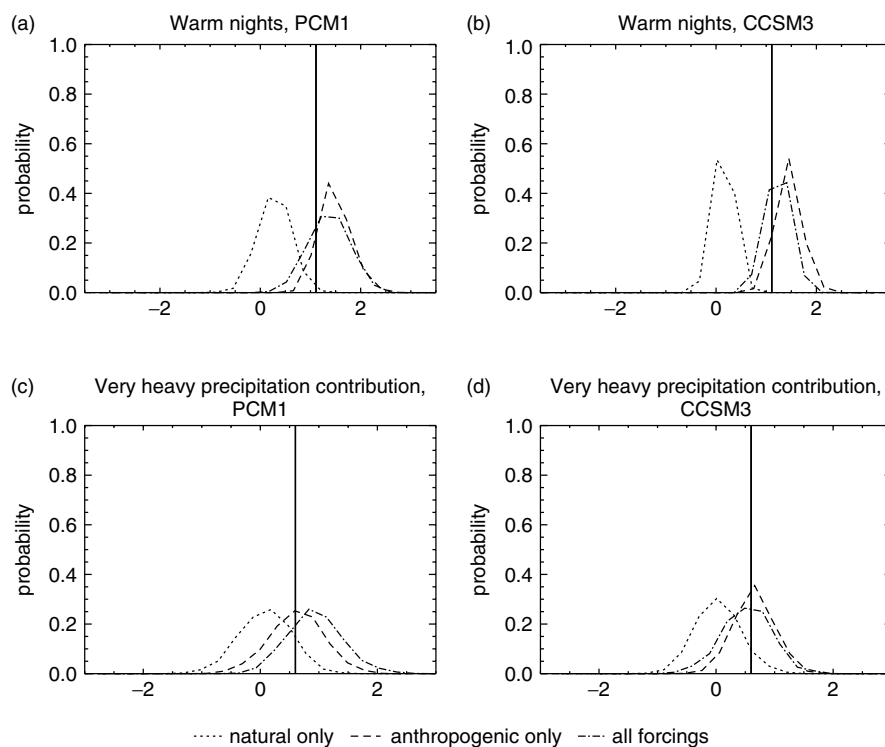 (a) Warm nights, PCM1
1.0
0.8
0.6
0.4
0.2
0.0
probability
−2 0 2
(b) Warm nights, CCSM3
1.0
0.8
0.6
0.4
0.2
0.0
probability
−2 0 2
(c) Very heavy precipitation contribution,
PCM1
1.0
0.8
0.6
0.4
0.2
0.0
probability
−2 0 2
(d) Very heavy precipitation contribution,
CCSM3
1.0
0.8
0.6
0.4
0.2
0.0
probability
−2 0 2
natural only anthropogenic only all forcings